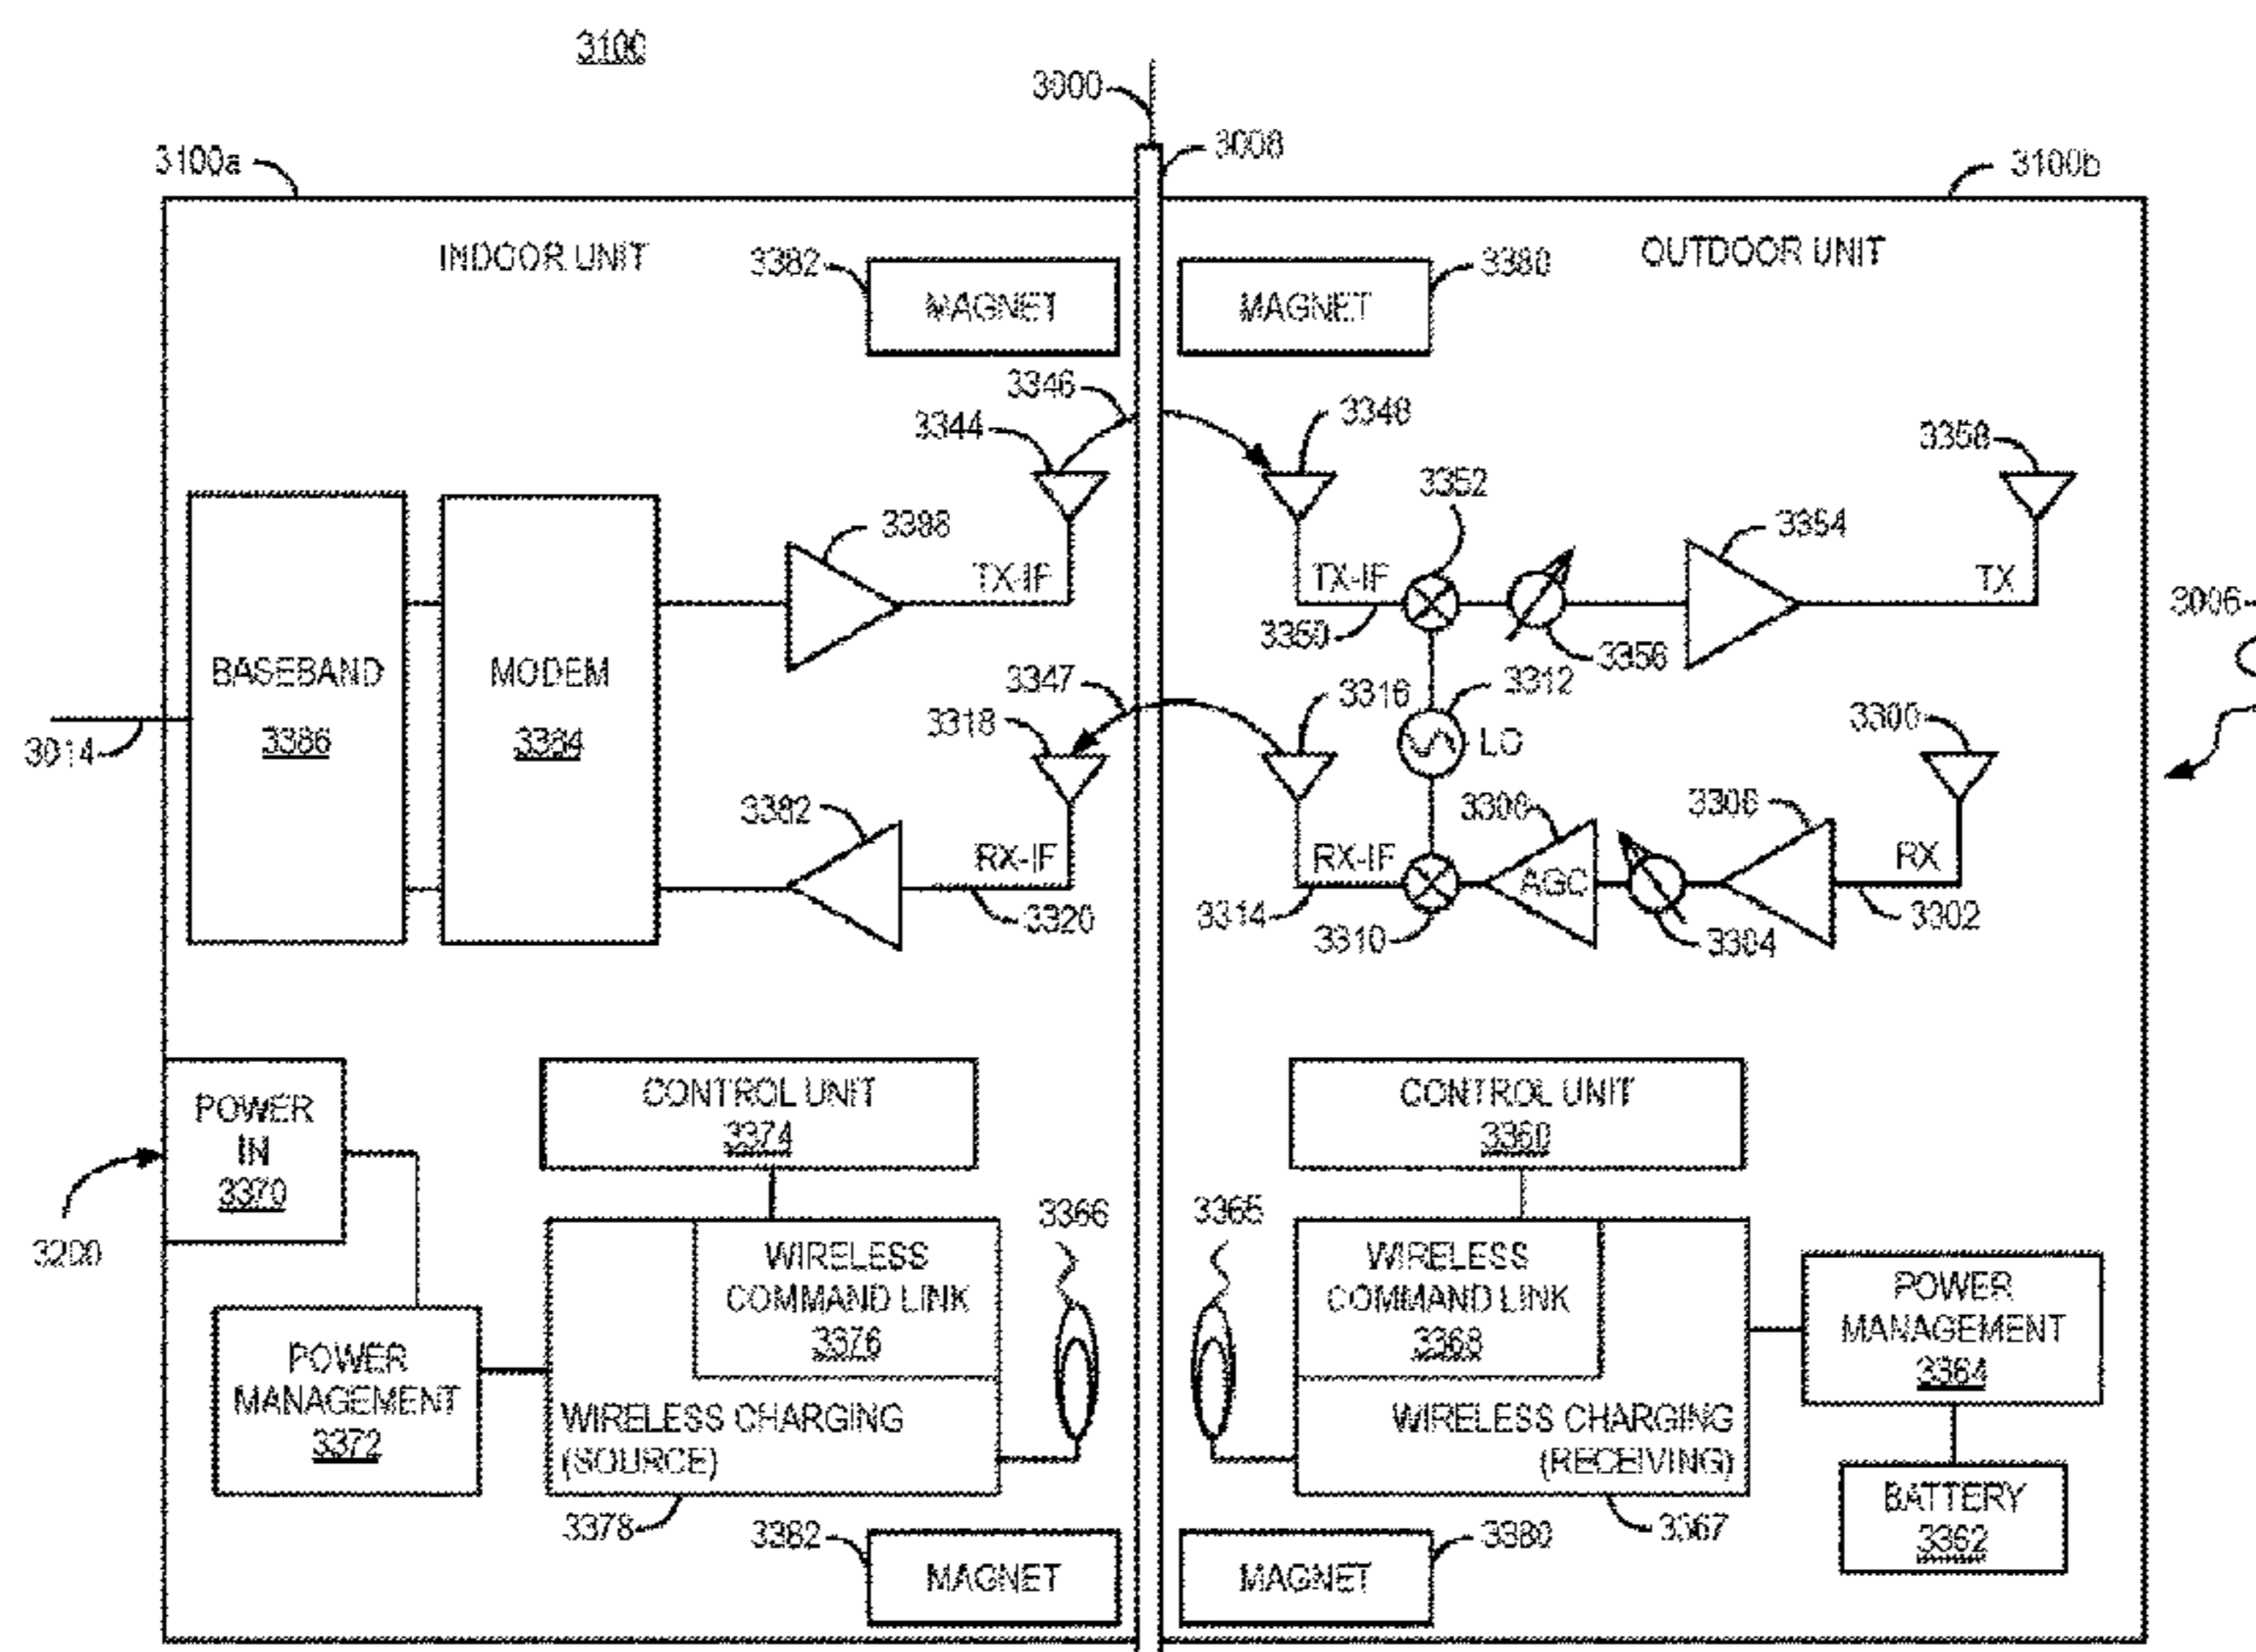 3100
3000
3008
3100a
3100b
INDOOR UNIT
OUTDOOR UNIT
3382
MAGNET
MAGNET
3380
3346
3344
3348
3352
3358
3388
TX-IF
TX-IF
3350
3356
3354
TX
3006
BASEBAND
3386
MODEM
3384
3014
3347
3318
3316
3312
LO
3300
3382
RX-IF
3320
RX-IF
3314
3310
3308
AGC
3304
3306
RX
3302
POWER
IN
3370
3200
CONTROL UNIT
3374
CONTROL UNIT
3360
3366
3365
WIRELESS
COMMAND LINK
3376
WIRELESS CHARGING
(SOURCE)
3378
WIRELESS
COMMAND LINK
3368
WIRELESS CHARGING
(RECEIVING)
3367
POWER
MANAGEMENT
3372
POWER
MANAGEMENT
3364
BATTERY
3362
3382
MAGNET
MAGNET
3380